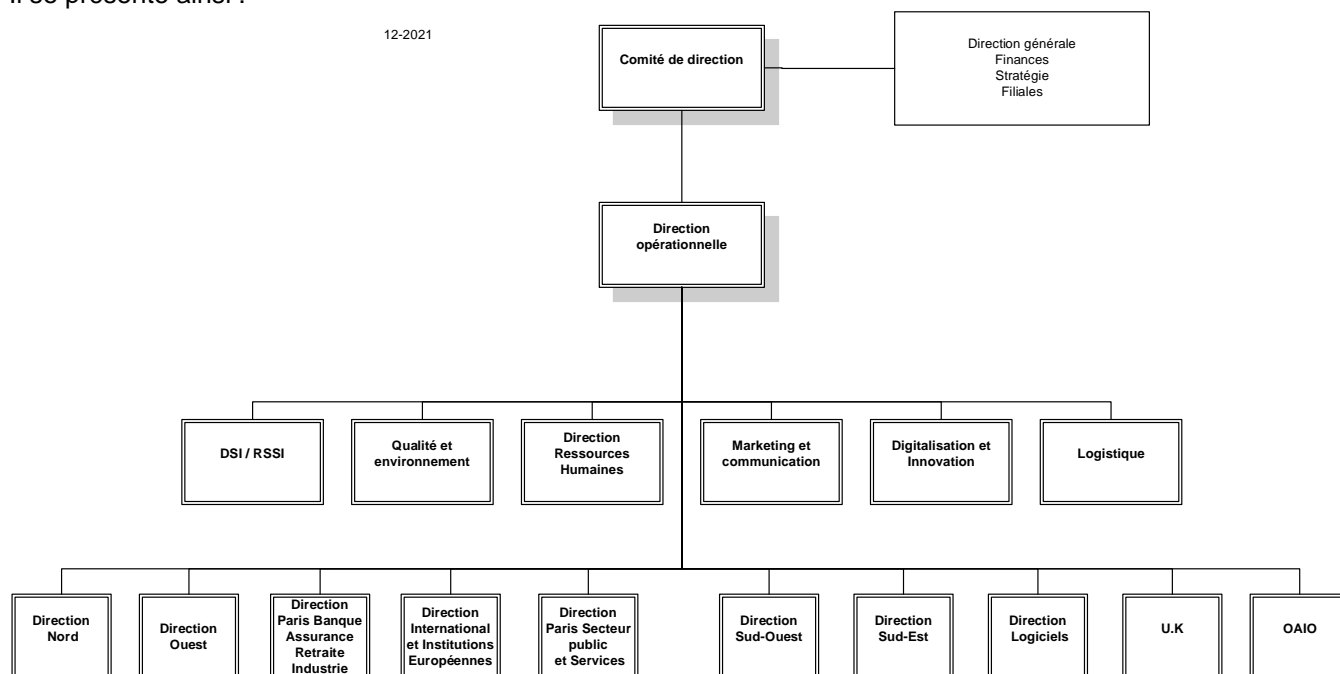 Il se présente ainsi :
12-2021
Comité de direction
Direction générale
Finances
Stratégie
Filiales
Direction
opérationnelle
DSI / RSSI
Qualité et
environnement
Direction
Ressources
Humaines
Marketing et
communication
Digitalisation et
Innovation
Logistique
Direction
Nord
Direction
Ouest
Direction
Paris Banque
Assurance
Retraite
Industrie
Direction
International
et Institutions
Européennes
Direction
Paris Secteur
public
et Services
Direction
Sud-Ouest
Direction
Sud-Est
Direction
Logiciels
U.K
OAIO